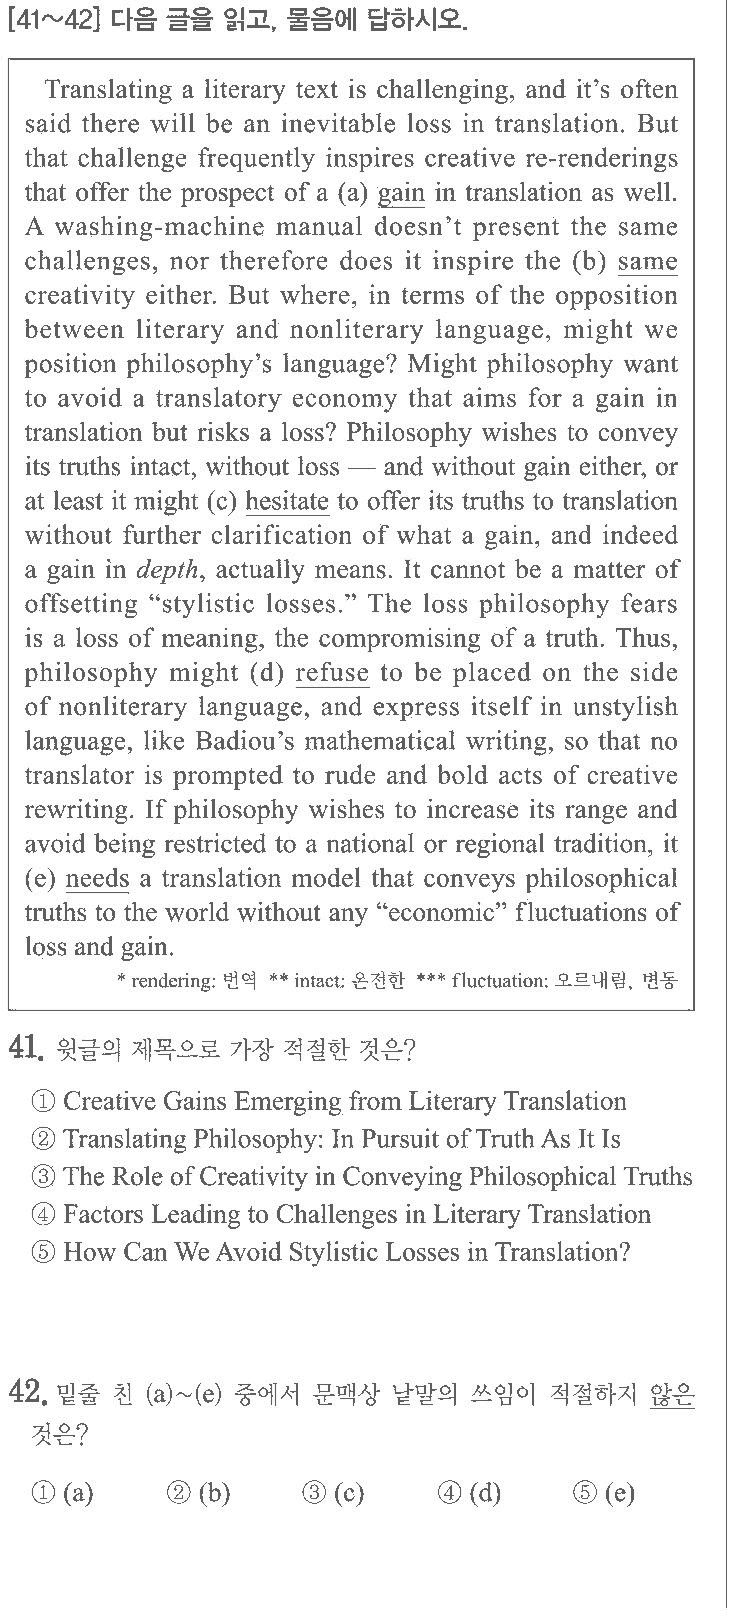 [41~42] 다음 글을 읽고, 물음에 답하시오.
Translating a literary text is challenging, and it's often
said there will be an inevitable loss in translation. But
that challenge frequently inspires creative re-renderings
that offer the prospect of a (a) gain in translation as well.
A washing-machine manual doesn't present the same
challenges, nor therefore does it inspire the (b) same
creativity either. But where, in terms of the opposition
between literary and nonliterary language, might we
position philosophy's language? Might philosophy want
to avoid a translatory economy that aims for a gain in
translation but risks a loss? Philosophy wishes to convey
its truths intact, without loss — and without gain either, or
at least it might (c) hesitate to offer its truths to translation
without further clarification of what a gain, and indeed
a gain in depth, actually means. It cannot be a matter of
offsetting “stylistic losses.” The loss philosophy fears
is a loss of meaning, the compromising of a truth. Thus,
philosophy might (d) refuse to be placed on the side
of nonliterary language, and express itself in unstylish
language, like Badiou's mathematical writing, so that no
translator is prompted to rude and bold acts of creative
rewriting. If philosophy wishes to increase its range and
avoid being restricted to a national or regional tradition, it
(e) needs a translation model that conveys philosophical
truths to the world without any “economic” fluctuations of
loss and gain.
* rendering: 번역 ** intact: 온전한 *** fluctuation: 오르내림, 변동
41. 윗글의 제목으로 가장 적절한 것은?
① Creative Gains Emerging from Literary Translation
② Translating Philosophy: In Pursuit of Truth As It Is
③ The Role of Creativity in Conveying Philosophical Truths
④ Factors Leading to Challenges in Literary Translation
⑤ How Can We Avoid Stylistic Losses in Translation?
42. 밑줄 친 (a)~(e) 중에서 문맥상 낱말의 쓰임이 적절하지 않은
것은?
① (a) ② (b) ③ (c) ④ (d) ⑤ (e)